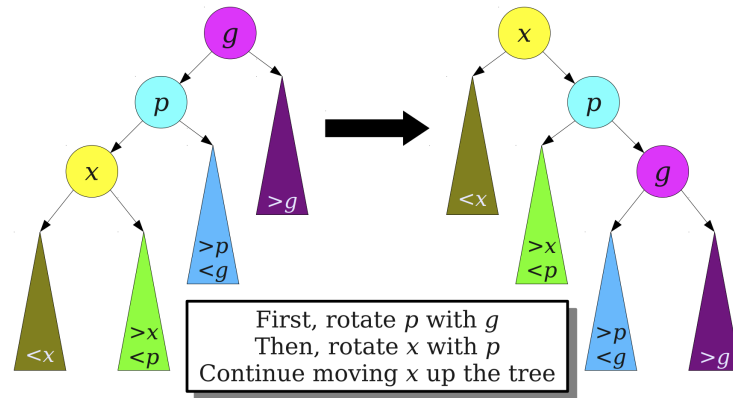 g
x
p
p
x
g
<x
>g
>p
<g
>x
<p
<x
>x
<p
>p
<g
>g
First, rotate p with g
Then, rotate x with p
Continue moving x up the tree